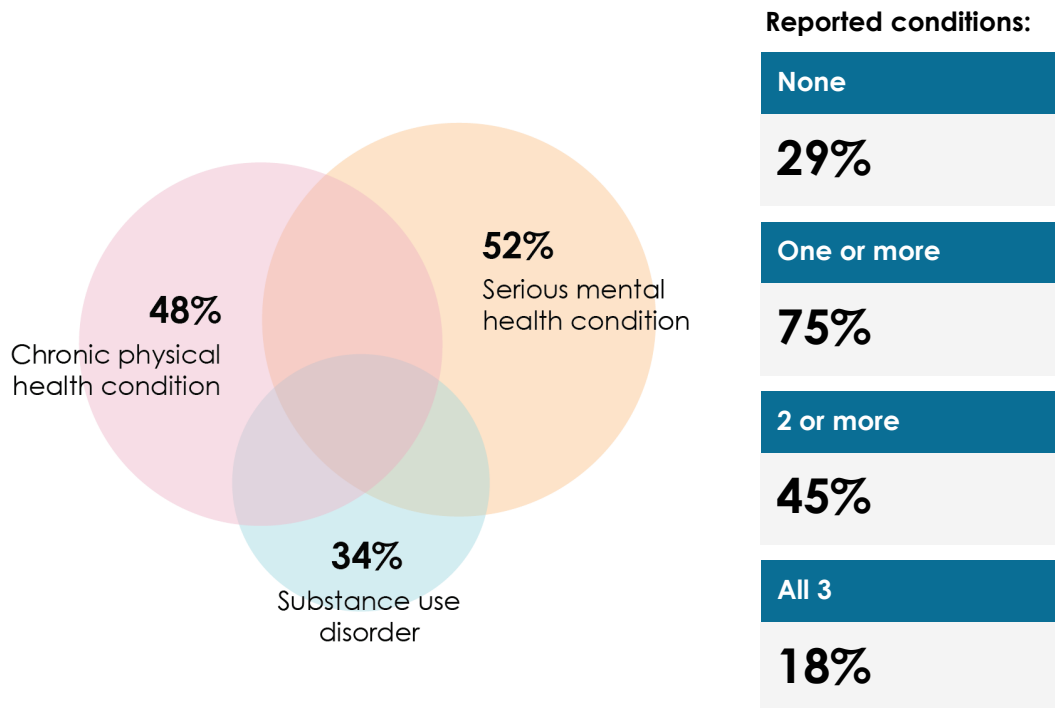 48%
Chronic physical
health condition
52%
Serious mental
health condition
34%
Substance use
disorder
Reported conditions:
None
29%
One or more
75%
2 or more
45%
All 3
18%